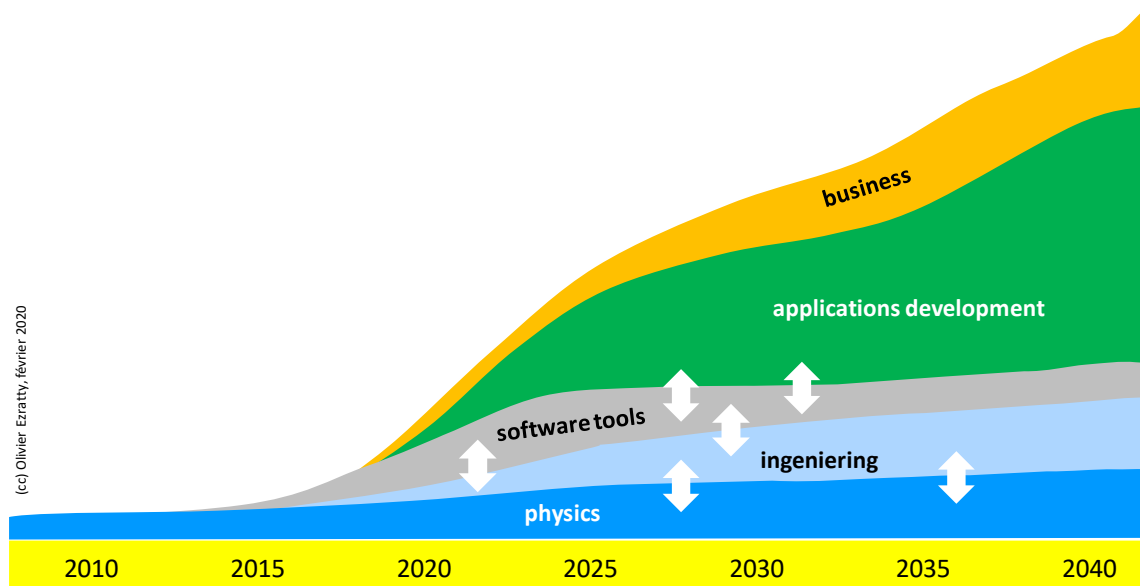 business
applications development
software tools
ingeniering
physics
(cc) Olivier Ezratty, février 2020
2010 2015 2020 2025 2030 2035 2040